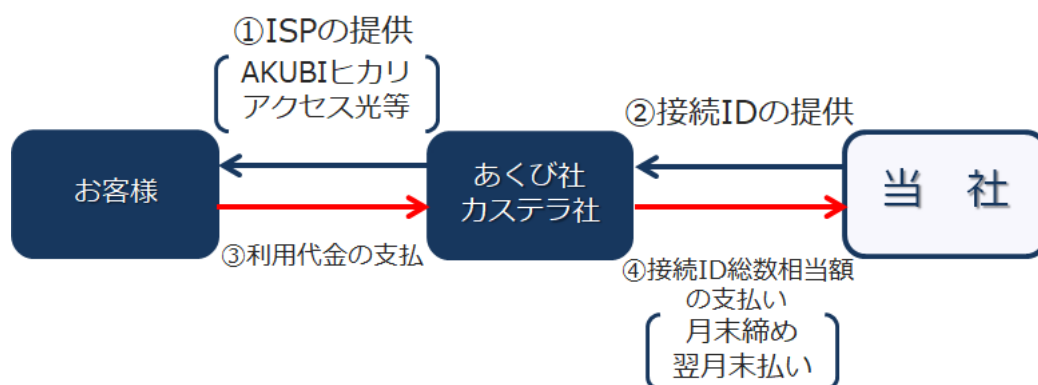 ①ISPの提供
AKUBIヒカリ
アクセス光等
②接続IDの提供
お客様
あくび社
カステラ社
当 社
③利用代金の支払
④接続ID総数相当額
の支払い
月末締め
翌月末払い